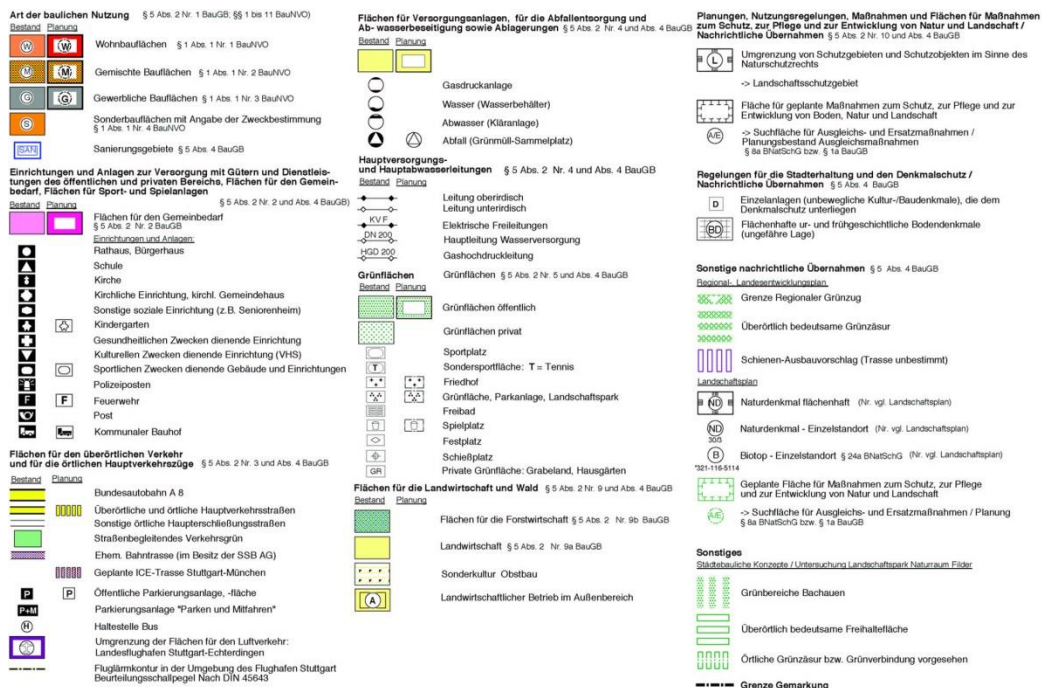 Art der baulichen Nutzung § 5 Abs. 2 Nr. 1 BauGB, §§ 1 bis 11 BauNVO)
Bestand Planung
W W Wohnbauflächen § 1 Abs. 1 Nr. 1 BauNVO
M M Gemischte Bauflächen § 1 Abs. 1 Nr. 2 BauNVO
G G Gewerbliche Bauflächen § 1 Abs. 1 Nr. 3 BauNVO
S Sonderbauflächen mit Angabe der Zweckbestimmung
§ 1 Abs. 1 Nr. 4 BauNVO
SAN Sanierungsgebiete § 5 Abs. 4 BauGB
Einrichtungen und Anlagen zur Versorgung mit Gütern und Dienstleis-
tungen des öffentlichen und privaten Bereichs, Flächen für den Gemein-
bedarf, Flächen für Sport- und Spielanlagen
§ 5 Abs. 2 Nr. 2 und Abs. 4 BauGB)
Bestand Planung
Flächen für den Gemeinbedarf
§ 5 Abs. 2 Nr. 2 BauGB
Einrichtungen und Anlagen:
Rathaus, Bürgerhaus
Schule
Kirche
Kirchliche Einrichtung, kirchl. Gemeindehaus
Sonstige soziale Einrichtung (z.B. Seniorenheim)
Kindergarten
Gesundheitlichen Zwecken dienende Einrichtung
Kulturellen Zwecken dienende Einrichtung (VHS)
Sportlichen Zwecken dienende Gebäude und Einrichtungen
Polizeiposten
F F Feuerwehr
Post
Kommunaler Bauhof
Flächen für den überörtlichen Verkehr
und für die örtlichen Hauptverkehrszüge § 5 Abs. 2 Nr. 3 und Abs. 4 BauGB
Bestand Planung
Bundesautobahn A 8
Überörtliche und örtliche Hauptverkehrsstraßen
Sonstige örtliche Haupterschließungsstraßen
Straßenbegleitendes Verkehrsgrün
Ehem. Bahntrasse (im Besitz der SSB AG)
Geplante ICE-Trasse Stuttgart-München
P P Öffentliche Parkierungsanlage, -fläche
P+M Parkierungsanlage "Parken und Mitfahren"
H Haltestelle Bus
Umgrenzung der Flächen für den Luftverkehr:
Landesflughafen Stuttgart-Echterdingen
Fluglärmkontur in der Umgebung des Flughafen Stuttgart
Beurteilungsschallpegel Nach DIN 45643
Flächen für Versorgungsanlagen, für die Abfallentsorgung und
Ab- wasserbeseitigung sowie Ablagerungen § 5 Abs. 2 Nr. 4 und Abs. 4 BauGB
Bestand Planung
Gasdruckanlage
Wasser (Wasserbehälter)
Abwasser (Kläranlage)
Abfall (Grünmüll-Sammelplatz)
Hauptversorgungs-
und Hauptabwasserleitungen § 5 Abs. 2 Nr. 4 und Abs. 4 BauGB
Bestand Planung
Leitung oberirdisch
Leitung unterirdisch
KV F Elektrische Freileitungen
DN 200 Hauptleitung Wasserversorgung
HGD 200 Gashochdruckleitung
Grünflächen Grünflächen § 5 Abs. 2 Nr. 5 und Abs. 4 BauGB
Bestand Planung
Grünflächen öffentlich
Grünflächen privat
Sportplatz
T Sondersportfläche: T = Tennis
Friedhof
Grünfläche, Parkanlage, Landschaftspark
Freibad
Spielplatz
Festplatz
Schießplatz
GR Private Grünfläche: Grabeland, Hausgärten
Flächen für die Landwirtschaft und Wald § 5 Abs. 2 Nr. 9 und Abs. 4 BauGB
Bestand Planung
Flächen für die Forstwirtschaft § 5 Abs. 2 Nr. 9b BauGB
Landwirtschaft § 5 Abs. 2 Nr. 9a BauGB
Sonderkultur Obstbau
A Landwirtschaftlicher Betrieb im Außenbereich
Planungen, Nutzungsregelungen, Maßnahmen und Flächen für Maßnahmen
zum Schutz, zur Pflege und zur Entwicklung von Natur und Landschaft /
Nachrichtliche Übernahmen § 5 Abs. 2 Nr. 10 und Abs. 4 BauGB
L Umgrenzung von Schutzgebieten und Schutzobjekten im Sinne des
Naturschutzrechts
-> Landschaftsschutzgebiet
Fläche für geplante Maßnahmen zum Schutz, zur Pflege und zur
Entwicklung von Boden, Natur und Landschaft
A/E -> Suchfläche für Ausgleichs- und Ersatzmaßnahmen /
Planungsbestand Ausgleichsmaßnahmen
§ 8a BNatSchG bzw. § 1a BauGB
Regelungen für die Stadterhaltung und den Denkmalschutz /
Nachrichtliche Übernahmen § 5 Abs. 4 BauGB
D Einzelanlagen (unbewegliche Kultur-/Baudenkmale), die dem
Denkmalschutz unterliegen
BD Flächenhafte ur- und frühgeschichtliche Bodendenkmale
(ungefähre Lage)
Sonstige nachrichtliche Übernahmen § 5 Abs. 4 BauGB
Regional- Landesentwicklungsplan
Grenze Regionaler Grünzug
Überörtlich bedeutsame Grünzäsur
Schienen-Ausbauvorschlag (Trasse unbestimmt)
Landschaftsplan
ND Naturdenkmal flächenhaft (Nr. vgl. Landschaftsplan)
ND Naturdenkmal - Einzelstandort (Nr. vgl. Landschaftsplan)
30/3
B Biotop - Einzelstandort § 24a BNatSchG (Nr. vgl. Landschaftsplan)
*321-116-5114
Geplante Fläche für Maßnahmen zum Schutz, zur Pflege
und zur Entwicklung von Natur und Landschaft
A/E -> Suchfläche für Ausgleichs- und Ersatzmaßnahmen / Planung
§ 8a BNatSchG bzw. § 1a BauGB
Sonstiges
Städtebauliche Konzepte / Untersuchung Landschaftspark Naturraum Filder
Grünbereiche Bachauen
Überörtlich bedeutsame Freihaltefläche
Örtliche Grünzäsur bzw. Grünverbindung vorgesehen
Grenze Gemarkung